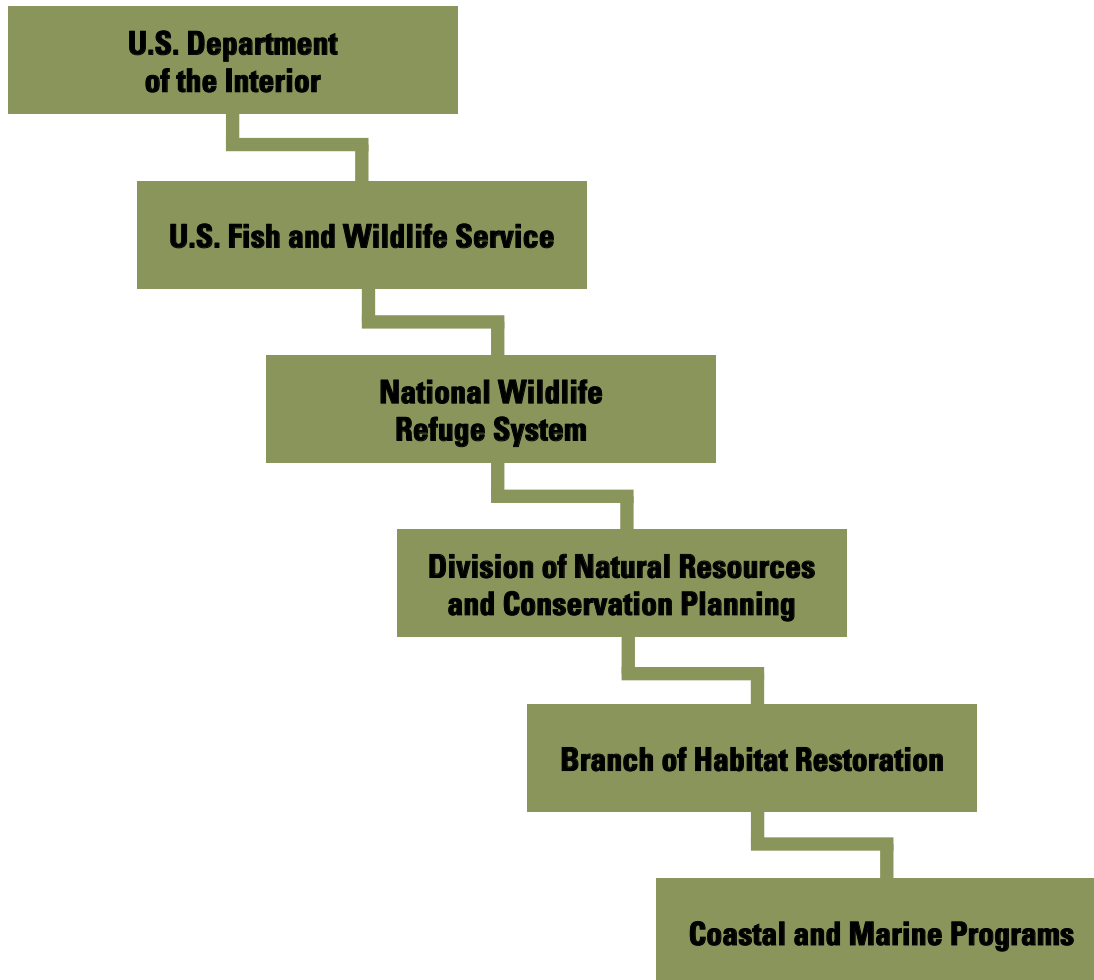 U.S. Department
of the Interior
U.S. Fish and Wildlife Service
National Wildlife
Refuge System
Division of Natural Resources
and Conservation Planning
Branch of Habitat Restoration
Coastal and Marine Programs